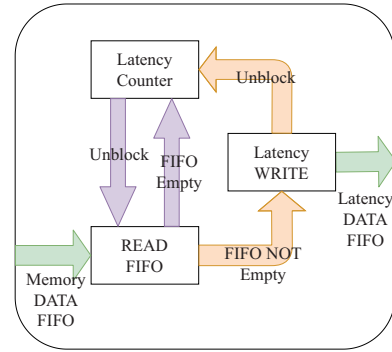 Latency
Counter
Unblock
Unblock
FIFO
Empty
Latency
WRITE
Latency
DATA
FIFO
READ
FIFO
FIFO NOT
Empty
Memory
DATA
FIFO